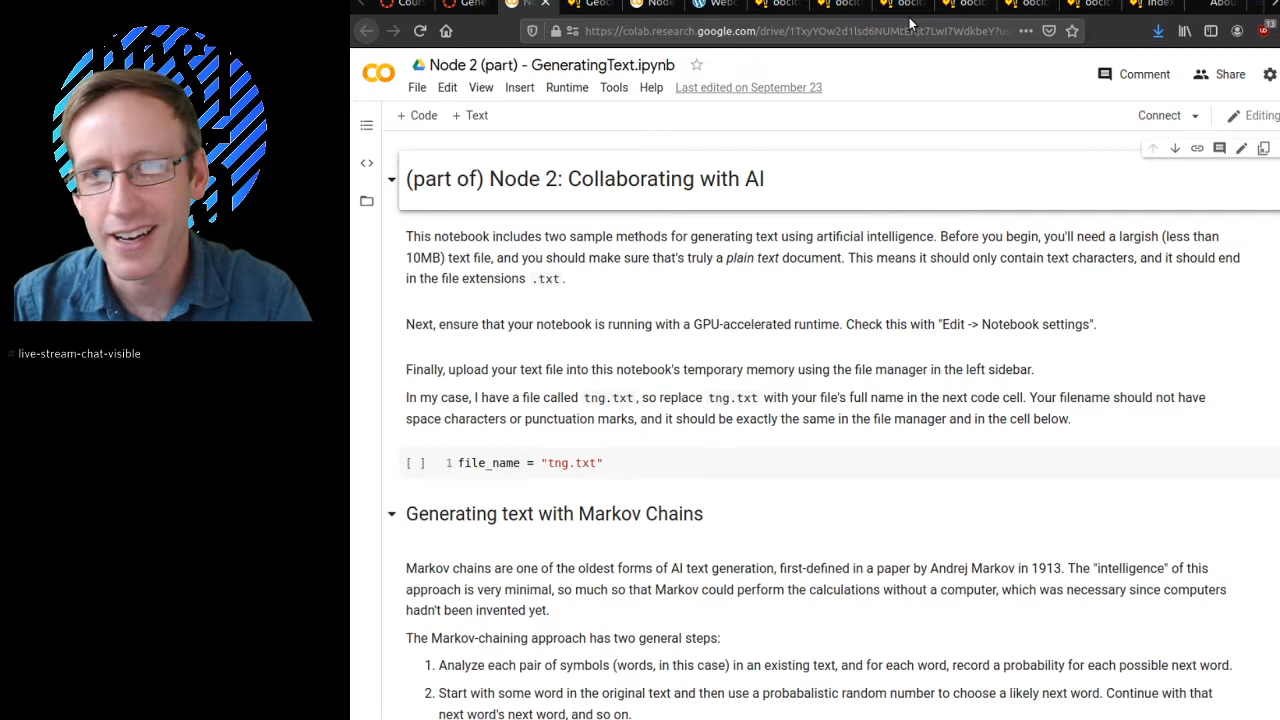 Cours
Gene
No
Geoc
Node
Webc
oocit
oocit
oocit
oocit
oocit
oocit
Index
Abou
https://colab.research.google.com/drive/
13
Node 2 (part) - GeneratingText.ipynb
File Edit View Insert Runtime Tools Help Last edited on September 23
Comment Share
+ Code + Text
Connect Editing
(part of) Node 2: Collaborating with AI
This notebook includes two sample methods for generating text using artificial intelligence. Before you begin, you'll need a largish (less than
10MB) text file, and you should make sure that's truly a plain text document. This means it should only contain text characters, and it should end
in the file extensions .txt.
Next, ensure that your notebook is running with a GPU-accelerated runtime. Check this with "Edit -> Notebook settings".
Finally, upload your text file into this notebook's temporary memory using the file manager in the left sidebar.
In my case, I have a file called tng.txt, so replace tng.txt with your file's full name in the next code cell. Your filename should not have
space characters or punctuation marks, and it should be exactly the same in the file manager and in the cell below.
[ ] 1 file_name = "tng.txt"
Generating text with Markov Chains
Markov chains are one of the oldest forms of AI text generation, first-defined in a paper by Andrej Markov in 1913. The "intelligence" of this
approach is very minimal, so much so that Markov could perform the calculations without a computer, which was necessary since computers
hadn't been invented yet.
The Markov-chaining approach has two general steps:
1. Analyze each pair of symbols (words, in this case) in an existing text, and for each word, record a probability for each possible next word.
2. Start with some word in the original text and then use a probabalistic random number to choose a likely next word. Continue with that
next word's next word, and so on.
# live-stream-chat-visible